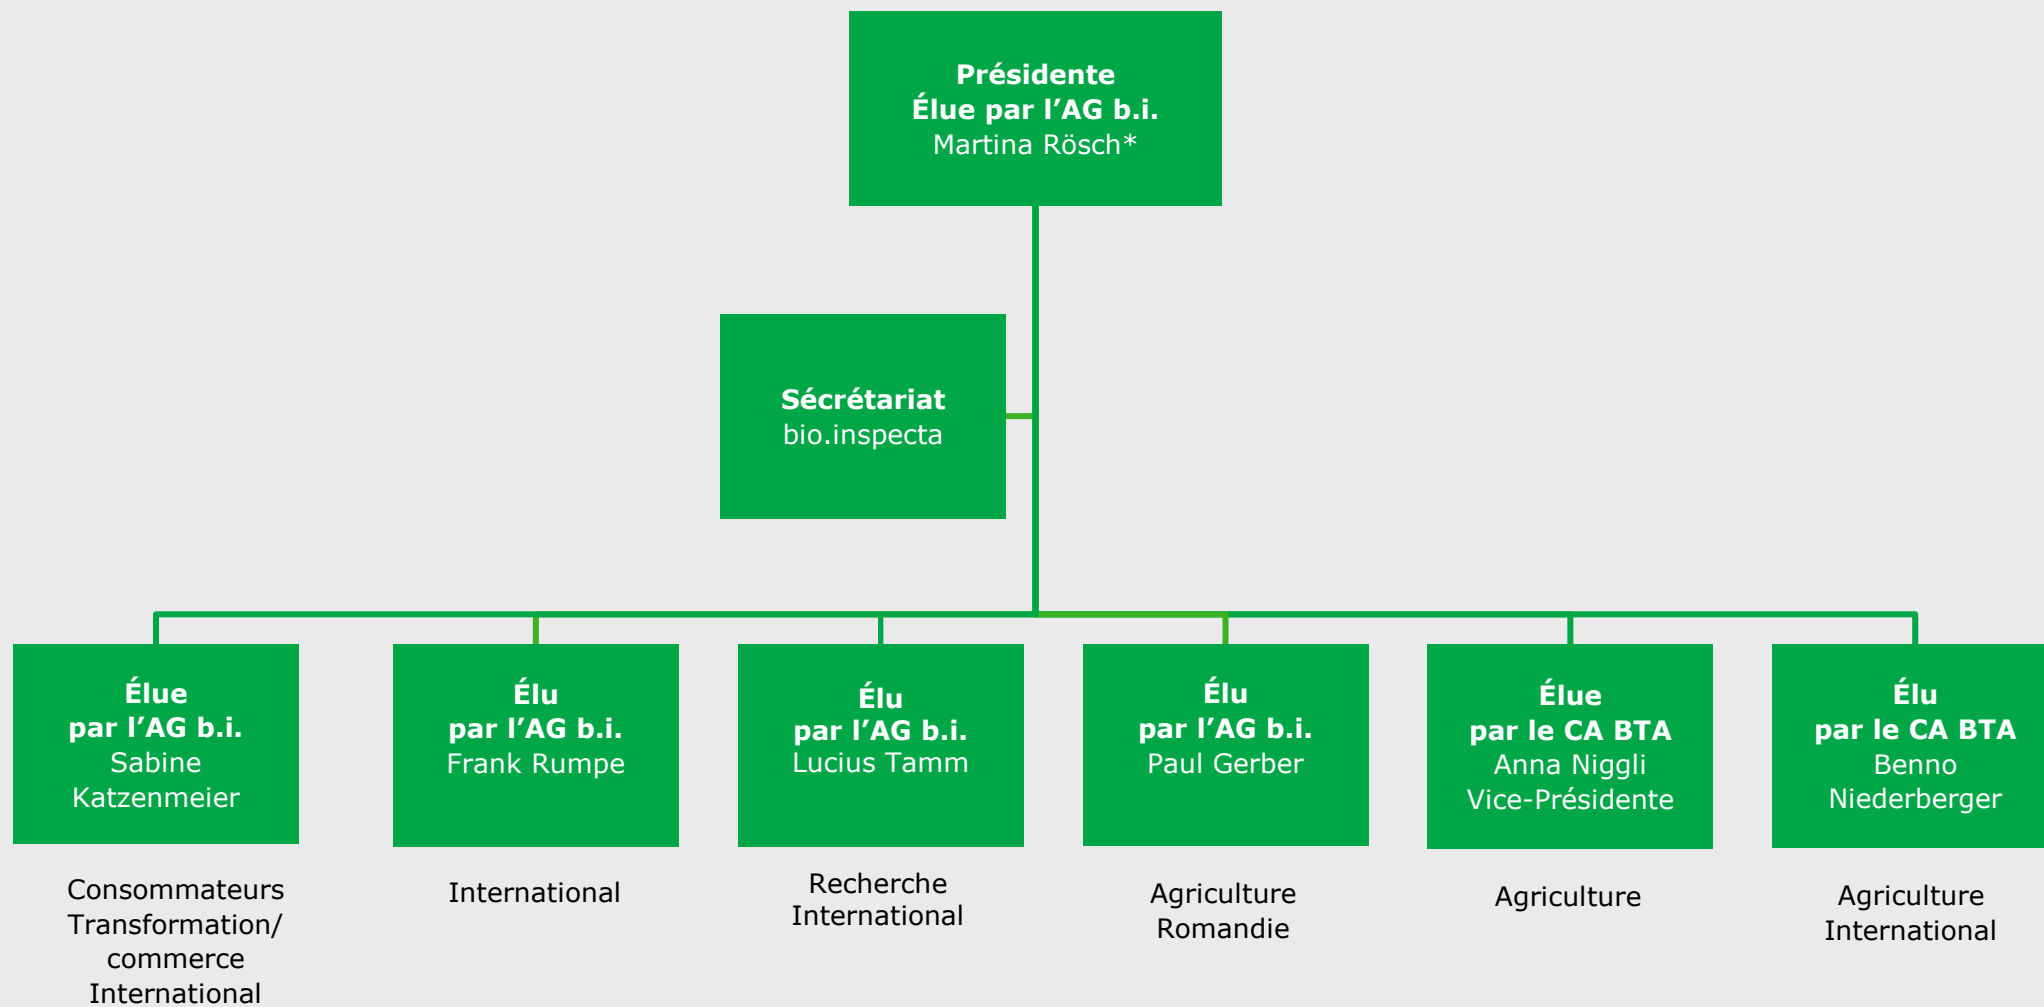 Présidente
Élue par l’AG b.i.
Martina Rösch*
Sécrétariat
bio.inspecta
Élue
par l’AG b.i.
Sabine
Katzenmeier
Élu
par l’AG b.i.
Frank Rumpe
Élu
par l’AG b.i.
Lucius Tamm
Élu
par l’AG b.i.
Paul Gerber
Élue
par le CA BTA
Anna Niggli
Vice-Présidente
Élu
par le CA BTA
Benno
Niederberger
Consommateurs
Transformation/
commerce
International
International
Recherche
International
Agriculture
Romandie
Agriculture
Agriculture
International